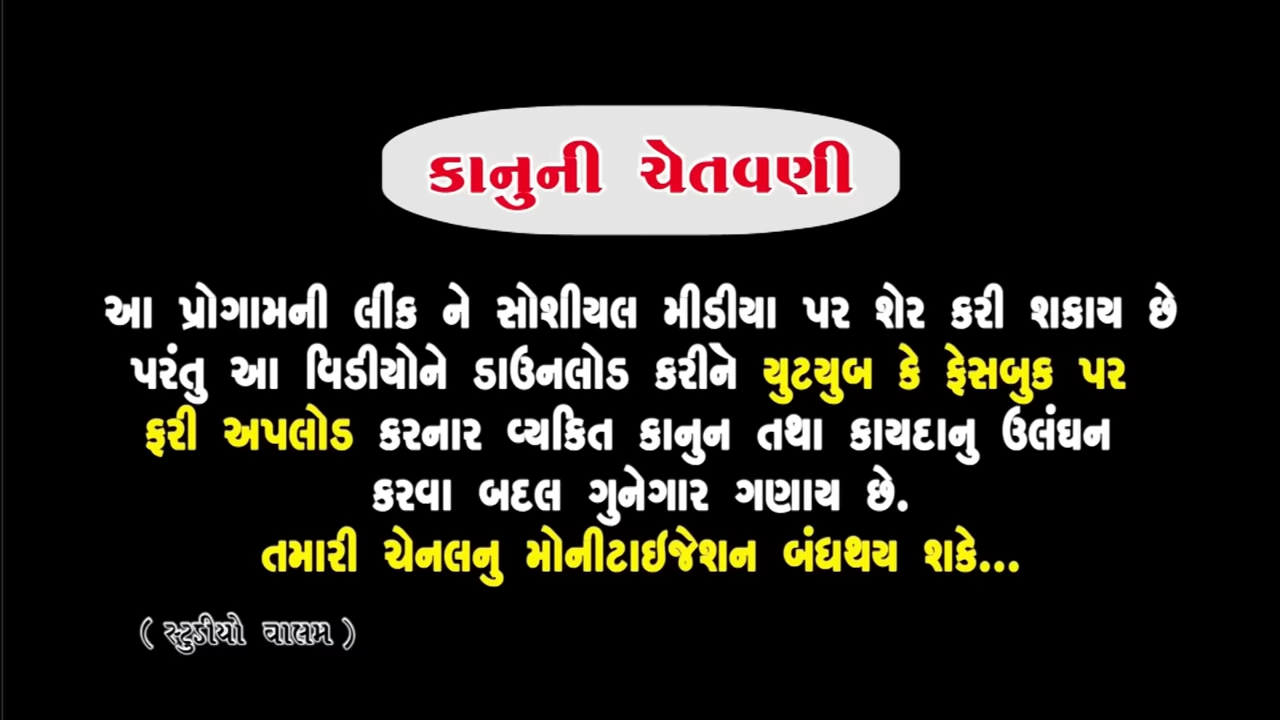 કાનુની ચેતવણી
આ પ્રોગામની લીંક ને સોશીયલ મીડીયા પર શેર કરી શકાય છે
પરંતુ આ વિડીયોને ડાઉનલોડ કરીને યુટયુબ કે ફેસબુક પર
ફરી અપલોડ કરનાર વ્યકિત કાનુન તથા કાયદાનુ ઉલંઘન
કરવા બદલ ગુનેગાર ગણાય છે.
તમારી ચેનલનુ મોનીટાઇજેશન બંધથય શકે...
( સ્ટુડીયો વાલમ )